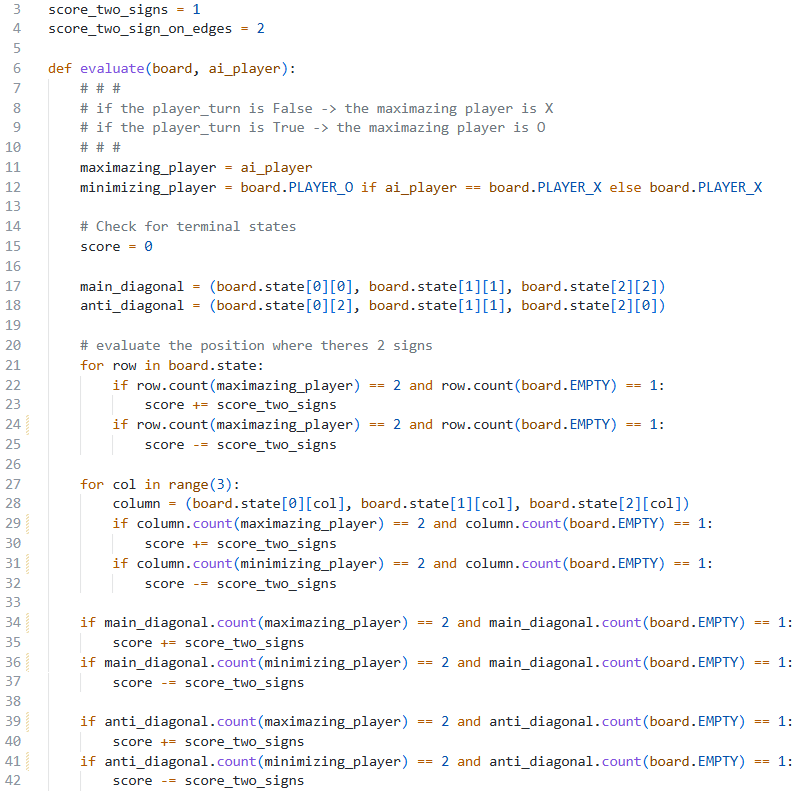 3 score_two_signs = 1
4 score_two_sign_on_edges = 2
5
6 def evaluate(board, ai_player):
7     # # #
8     # if the player_turn is False -> the maximazing player is X
9     # if the player_turn is True -> the maximazing player is O
10     # # #
11     maximazing_player = ai_player
12     minimizing_player = board.PLAYER_O if ai_player == board.PLAYER_X else board.PLAYER_X
13
14     # Check for terminal states
15     score = 0
16
17     main_diagonal = (board.state[0][0], board.state[1][1], board.state[2][2])
18     anti_diagonal = (board.state[0][2], board.state[1][1], board.state[2][0])
19
20     # evaluate the position where theres 2 signs
21     for row in board.state:
22         if row.count(maximazing_player) == 2 and row.count(board.EMPTY) == 1:
23             score += score_two_signs
24         if row.count(maximazing_player) == 2 and row.count(board.EMPTY) == 1:
25             score -= score_two_signs
26
27     for col in range(3):
28         column = (board.state[0][col], board.state[1][col], board.state[2][col])
29         if column.count(maximazing_player) == 2 and column.count(board.EMPTY) == 1:
30             score += score_two_signs
31         if column.count(minimizing_player) == 2 and column.count(board.EMPTY) == 1:
32             score -= score_two_signs
33
34     if main_diagonal.count(maximazing_player) == 2 and main_diagonal.count(board.EMPTY) == 1:
35         score += score_two_signs
36     if main_diagonal.count(minimizing_player) == 2 and main_diagonal.count(board.EMPTY) == 1:
37         score -= score_two_signs
38
39     if anti_diagonal.count(maximazing_player) == 2 and anti_diagonal.count(board.EMPTY) == 1:
40         score += score_two_signs
41     if anti_diagonal.count(minimizing_player) == 2 and anti_diagonal.count(board.EMPTY) == 1:
42         score -= score_two_signs